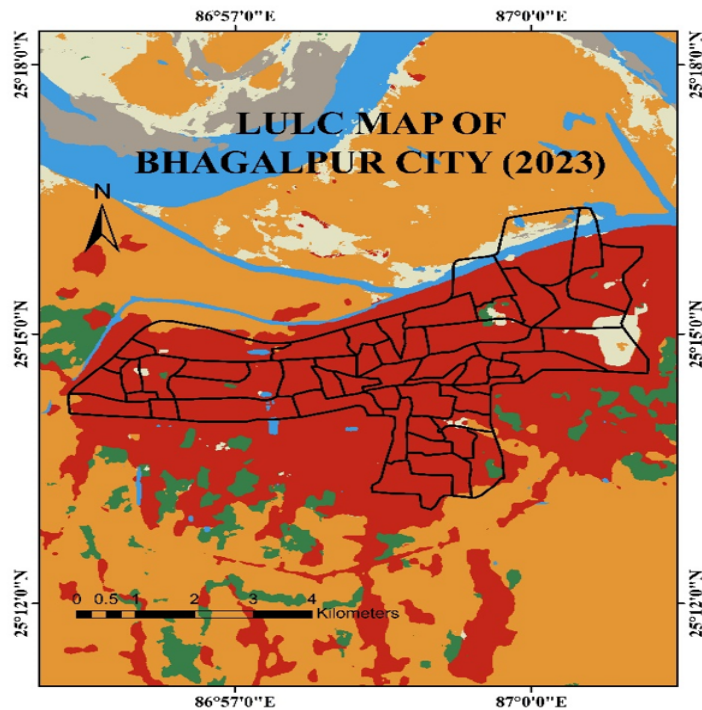 86°57'0"E 87°0'0"E
25°18'0"N 25°18'0"N
LULC MAP OF
BHAGALPUR CITY (2023)
N
25°15'0"N 25°15'0"N
25°12'0"N 25°12'0"N
0 0.5 1 2 3 4
Kilometers
86°57'0"E 87°0'0"E